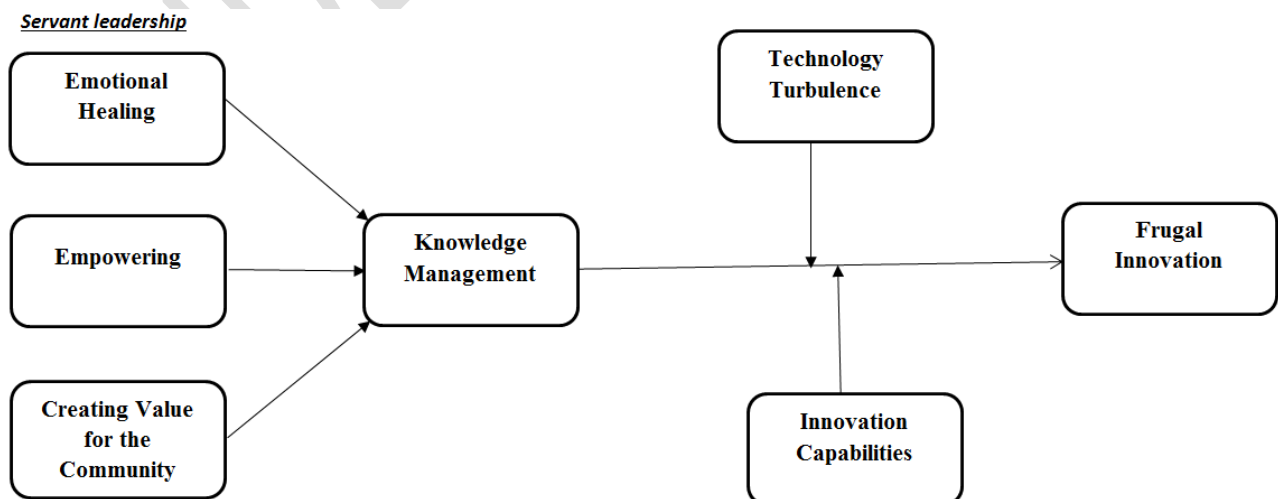 Servant leadership
Emotional
Healing
Technology
Turbulence
Empowering
Knowledge
Management
Frugal
Innovation
Creating Value
for the
Community
Innovation
Capabilities